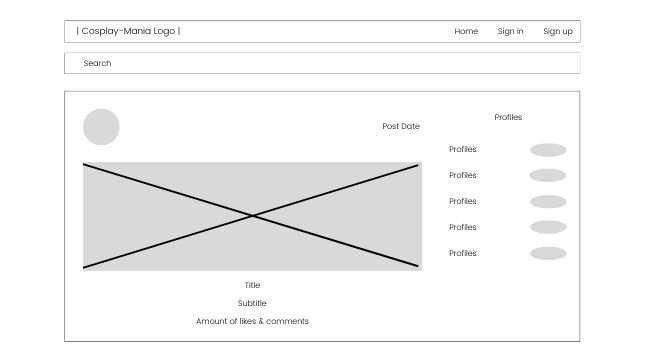 | Cosplay-Mania Logo | Home Sign in Sign up
Search
Post Date
Title
Subtitle
Amount of likes & comments
Profiles
Profiles
Profiles
Profiles
Profiles
Profiles